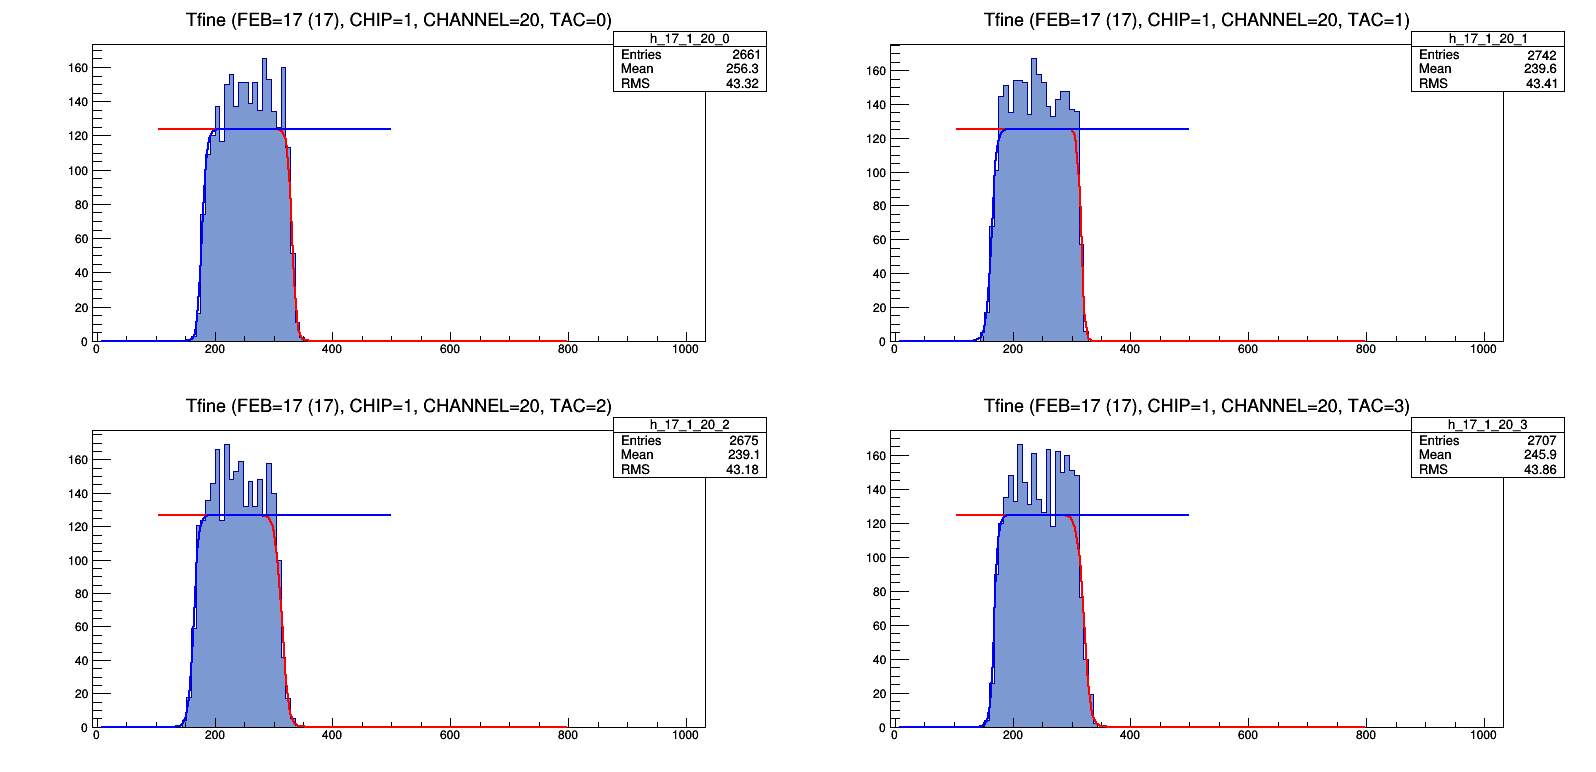 Tfine (FEB=17 (17), CHIP=1, CHANNEL=20, TAC=0)
h_17_1_20_0
Entries 2661
Mean 256.3
RMS 43.32
160
140
120
100
80
60
40
20
0
0 200 400 600 800 1000
Tfine (FEB=17 (17), CHIP=1, CHANNEL=20, TAC=1)
h_17_1_20_1
Entries 2742
Mean 239.6
RMS 43.41
160
140
120
100
80
60
40
20
0
0 200 400 600 800 1000
Tfine (FEB=17 (17), CHIP=1, CHANNEL=20, TAC=2)
h_17_1_20_2
Entries 2675
Mean 239.1
RMS 43.18
160
140
120
100
80
60
40
20
0
0 200 400 600 800 1000
Tfine (FEB=17 (17), CHIP=1, CHANNEL=20, TAC=3)
h_17_1_20_3
Entries 2707
Mean 245.9
RMS 43.86
160
140
120
100
80
60
40
20
0
0 200 400 600 800 1000